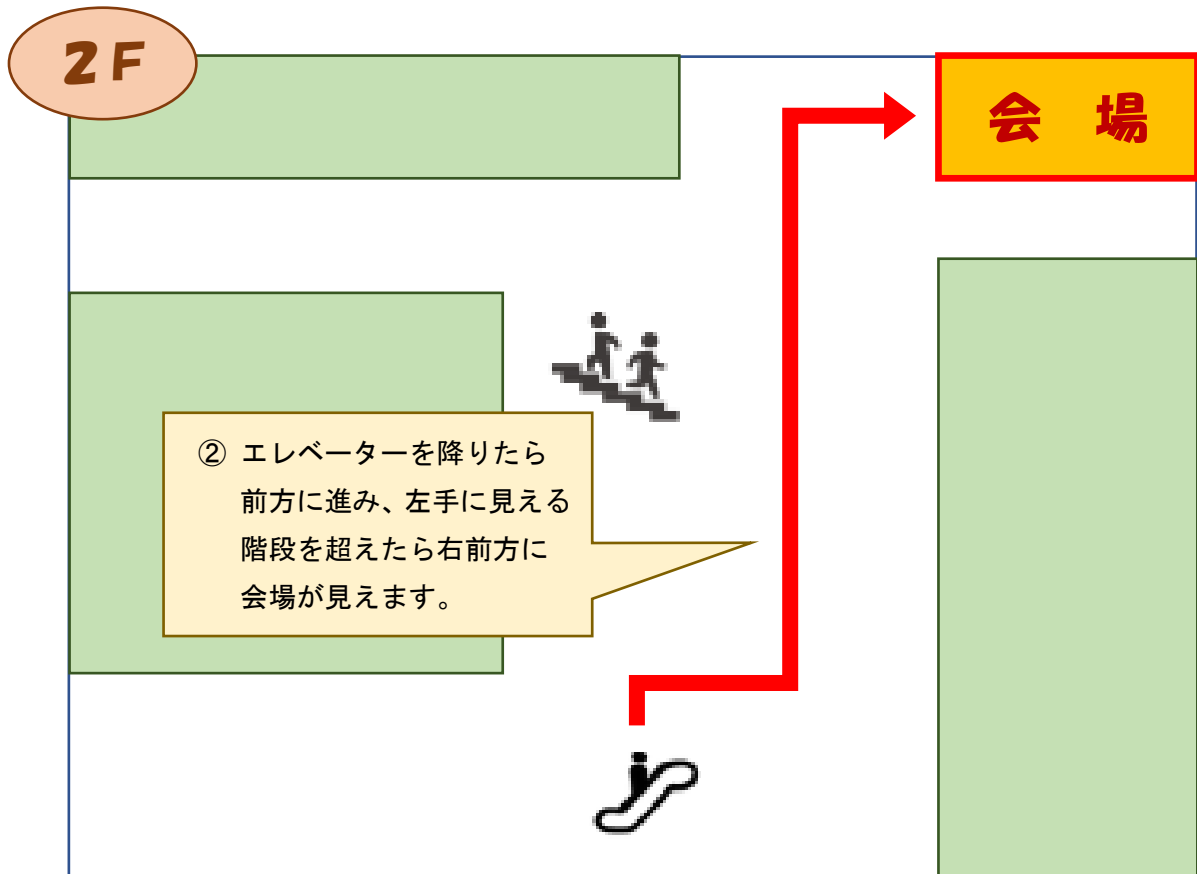 2F
会 場
② エレベーターを降りたら
前方に進み、左手に見える
階段を超えたら右前方に
会場が見えます。